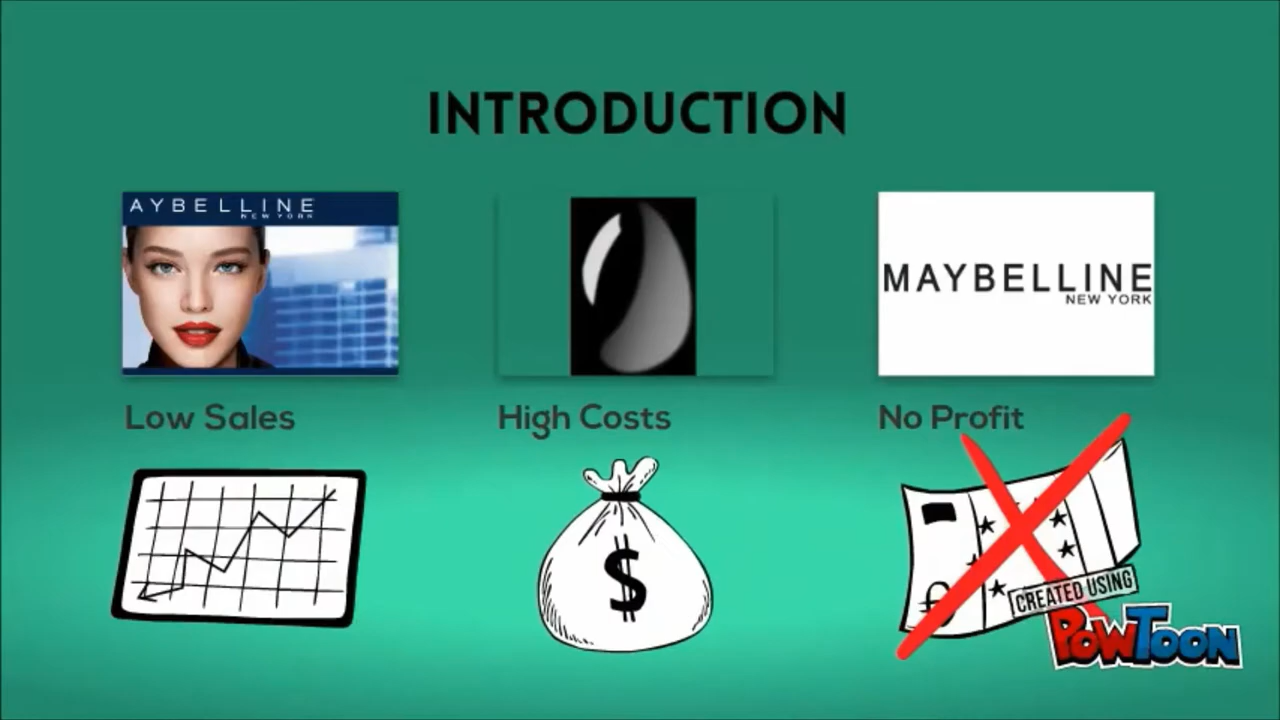 INTRODUCTION
AYBELLINE
NEW YORK
MAYBELLINE
NEW YORK
Low Sales
High Costs
No Profit
$
CREATED USING
POWTOON